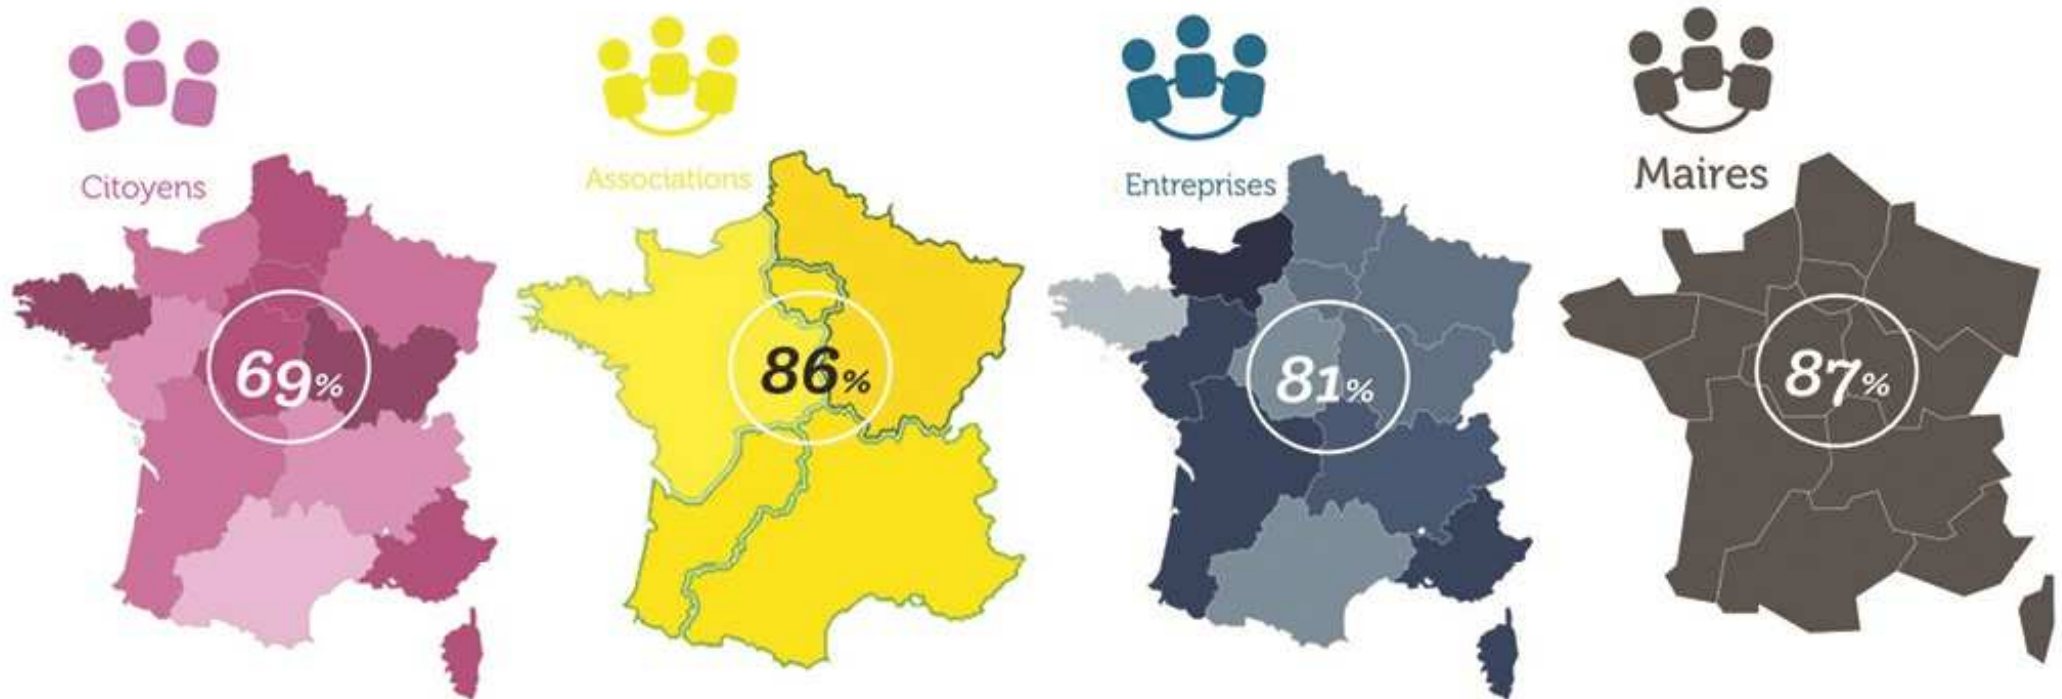 Citoyens
69%
Associations
86%
Entreprises
81%
Maires
87%